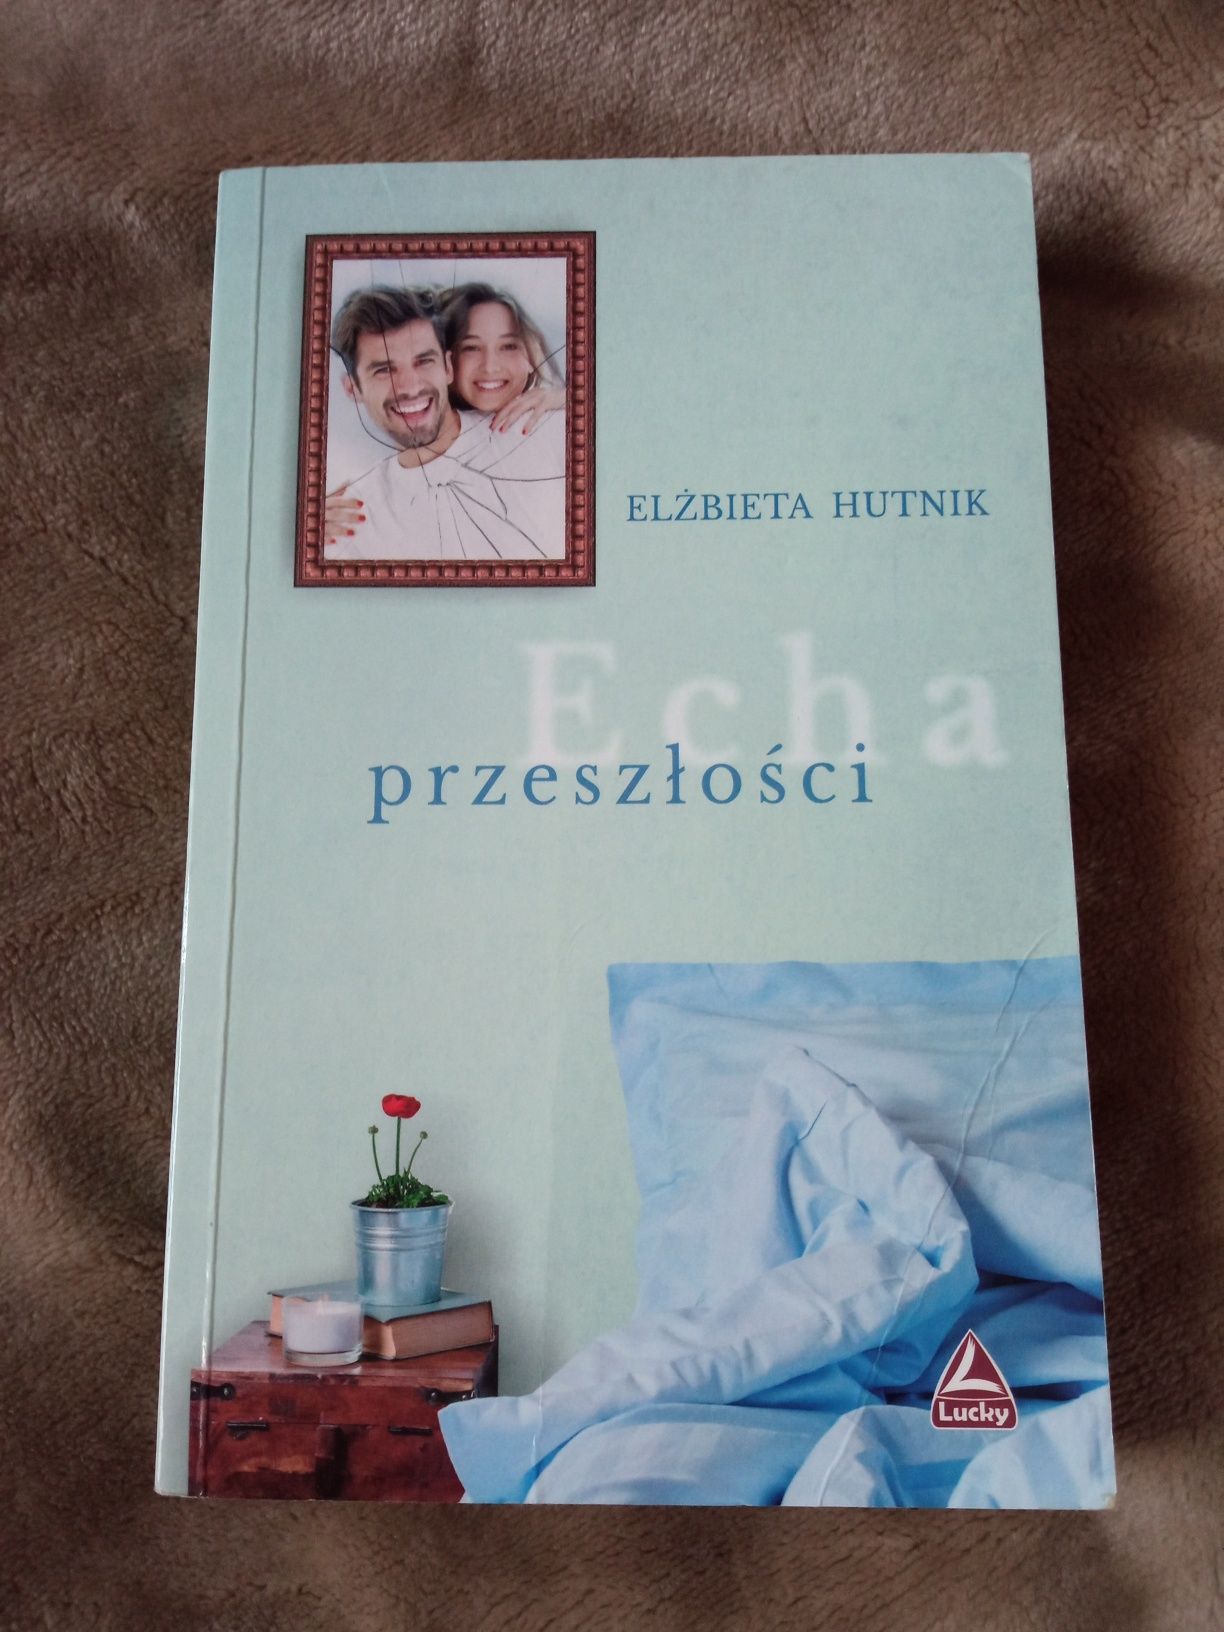 ELŻBIETA HUTNIK
Echa
przeszłości
Lucky